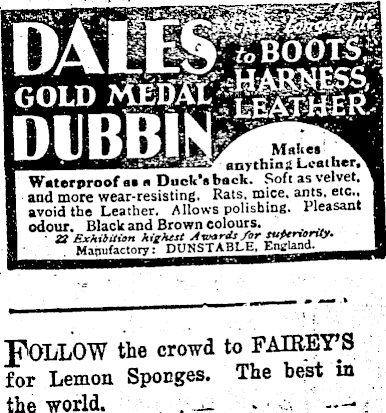 DALES
Gives longer life
to BOOTS
GOLD MEDAL
HARNESS,
LEATHER.
DUBBIN
Makes
anything Leather,
Waterproof as a Duck's back. Soft as velvet.
and more wear-resisting. Rats, mice, ants, etc.,
avoid the Leather. Allows polishing. Pleasant
odour. Black and Brown colours.
22 Exhibition highest Awards for superiority.
Manufactory: DUNSTABLE, England.
FOLLOW the crowd to FAIREY'S
for Lemon Sponges. The best in
the world.